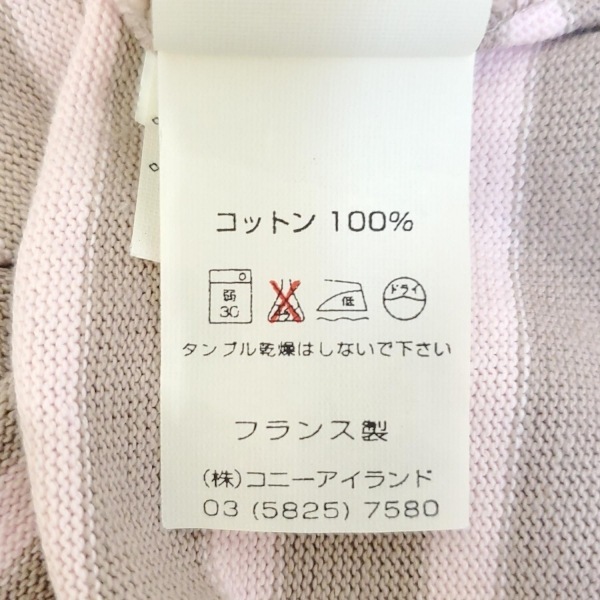 コットン 100%
弱 低 ドライ
30
タンブル乾燥はしないで下さい
フランス製
(株)コニーアイランド
03 (5825) 7580